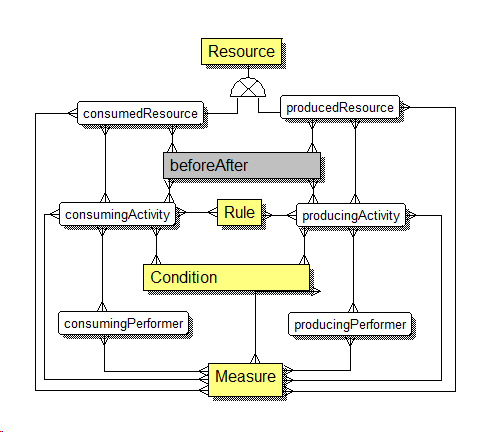 Resource
consumedResource
producedResource
beforeAfter
consumingActivity
Rule
producingActivity
Condition
consumingPerformer
producingPerformer
Measure